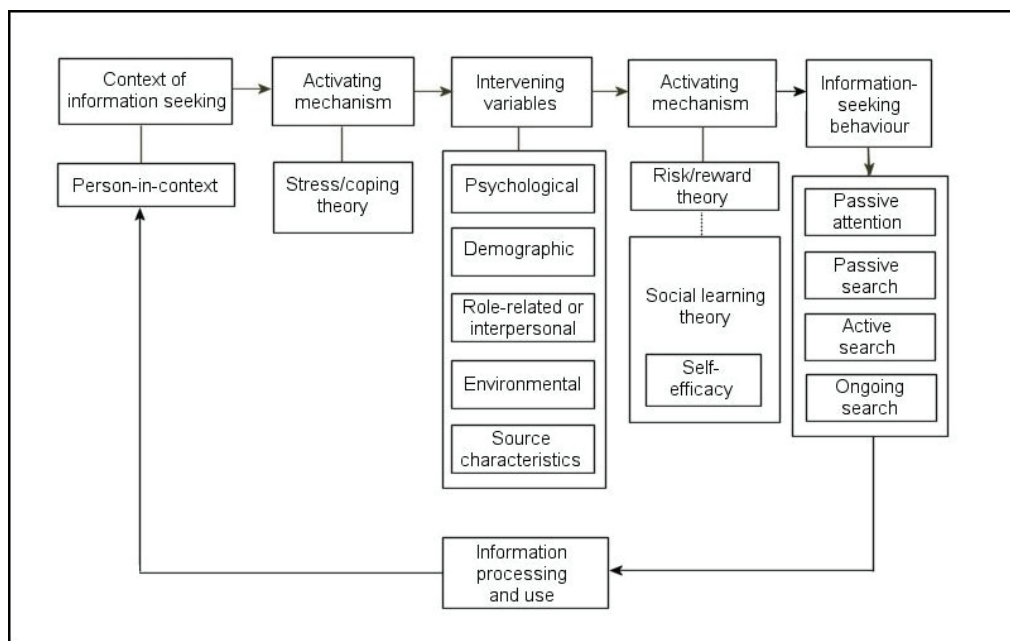 Context of
information seeking
Activating
mechanism
Intervening
variables
Activating
mechanism
Information-
seeking
behaviour
Person-in-context
Stress/coping
theory
Psychological
Demographic
Role-related or
interpersonal
Environmental
Source
characteristics
Risk/reward
theory
Social learning
theory
Self-
efficacy
Passive
attention
Passive
search
Active
search
Ongoing
search
Information
processing
and use